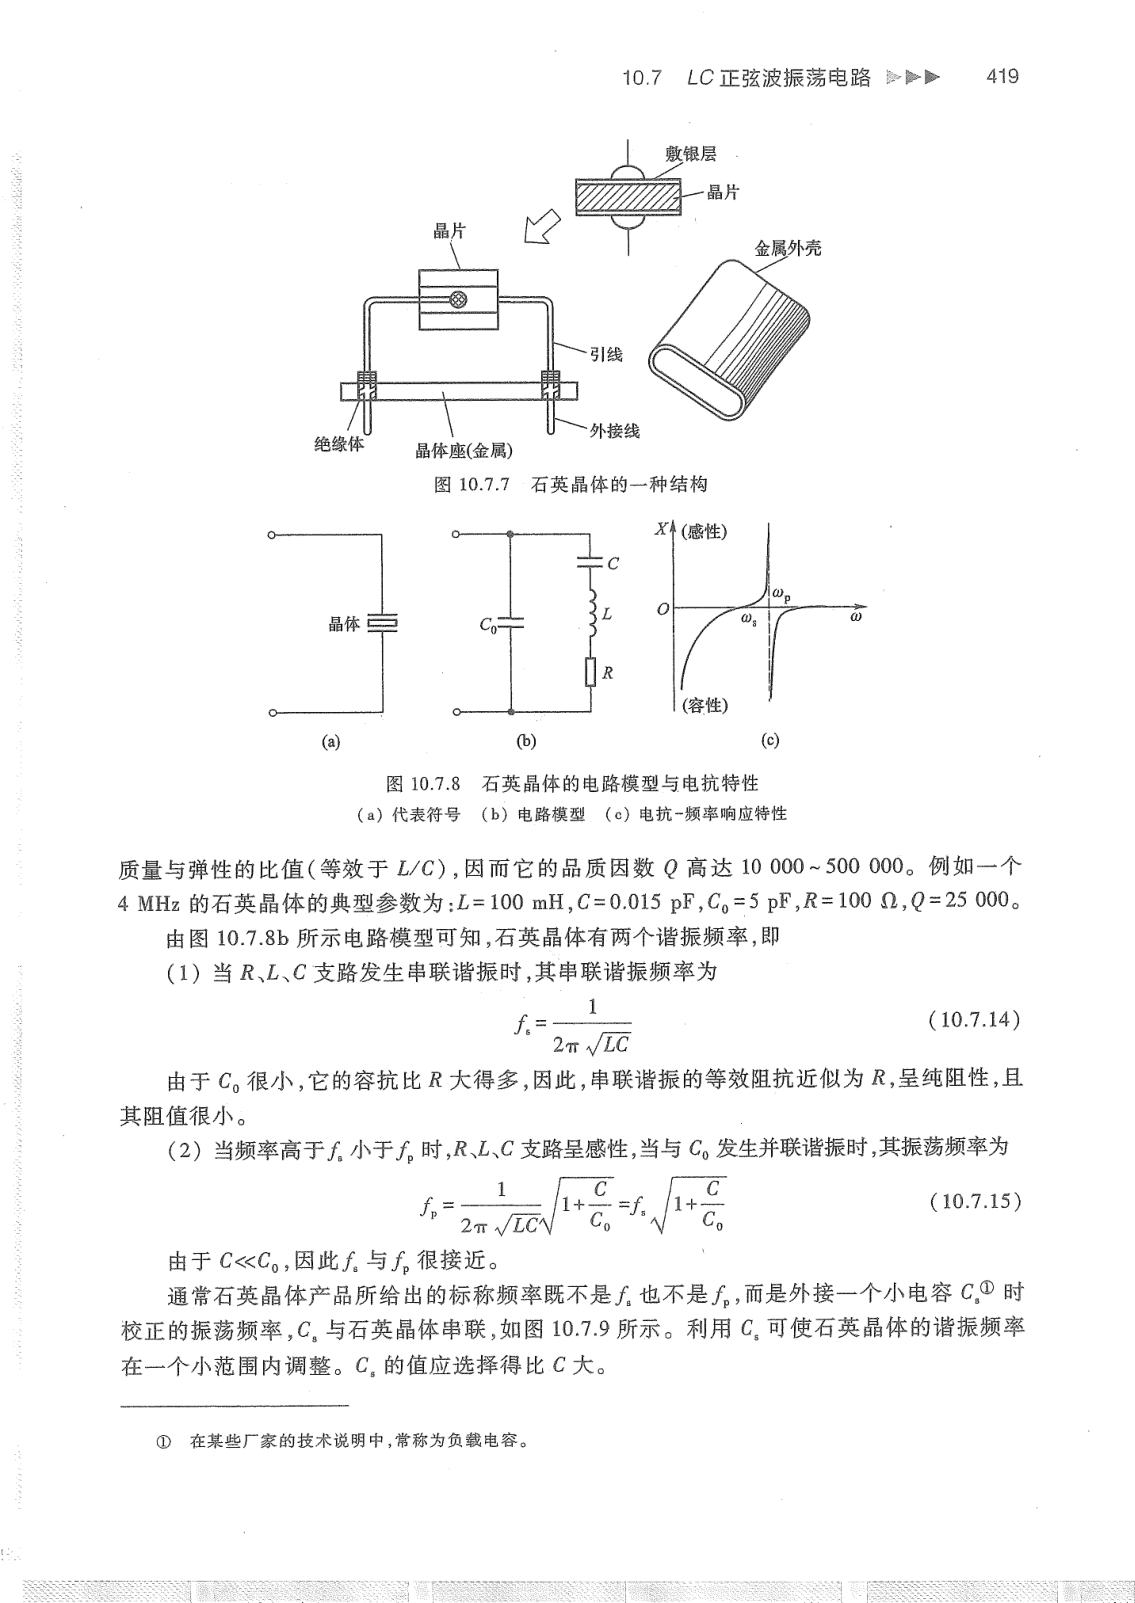 10.7 LC正弦波振荡电路 419
敷银层
晶片
晶片
金属外壳
引线
外接线
绝缘体
晶体座(金属)
图 10.7.7 石英晶体的一种结构
X (感性)
C
ωp
O
晶体
C₀
L
ωs
ω
R
(容性)
(a) (b) (c)
图 10.7.8 石英晶体的电路模型与电抗特性
(a) 代表符号 (b) 电路模型 (c) 电抗-频率响应特性
质量与弹性的比值(等效于 L/C),因而它的品质因数 Q 高达 10 000~500 000。例如一个
4 MHz 的石英晶体的典型参数为:L=100 mH,C=0.015 pF,C₀=5 pF,R=100 Ω,Q=25 000。
由图 10.7.8b 所示电路模型可知,石英晶体有两个谐振频率,即
(1) 当 R、L、C 支路发生串联谐振时,其串联谐振频率为
fs = 1/(2π√LC) (10.7.14)
由于 C₀ 很小,它的容抗比 R 大得多,因此,串联谐振的等效阻抗近似为 R,呈纯阻性,且
其阻值很小。
(2) 当频率高于 fs 小于 fp 时,R、L、C 支路呈感性,当与 C₀ 发生并联谐振时,其振荡频率为
fp = 1/(2π√LC) √(1+C/C₀) = fs √(1+C/C₀) (10.7.15)
由于 C≪C₀,因此 fs 与 fp 很接近。
通常石英晶体产品所给出的标称频率既不是 fs 也不是 fp,而是外接一个小电容 Cs① 时
校正的振荡频率,Cs 与石英晶体串联,如图 10.7.9 所示。利用 Cs 可使石英晶体的谐振频率
在一个小范围内调整。Cs 的值应选择得比 C 大。
① 在某些厂家的技术说明中,常称为负载电容。